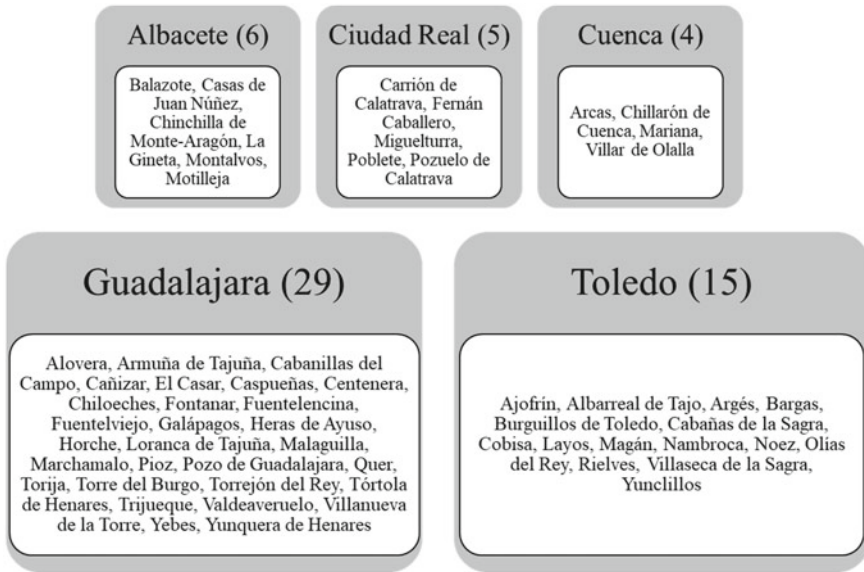 Albacete (6)
Balazote, Casas de
Juan Núñez,
Chinchilla de
Monte-Aragón, La
Gineta, Montalvos,
Motilleja
Ciudad Real (5)
Carrión de
Calatrava, Fernán
Caballero,
Miguelturra,
Poblete, Pozuelo de
Calatrava
Cuenca (4)
Arcas, Chillarón de
Cuenca, Mariana,
Villar de Olalla
Guadalajara (29)
Alovera, Armuña de Tajuña, Cabanillas del
Campo, Cañizar, El Casar, Caspueñas, Centenera,
Chiloeches, Fontanar, Fuentelencina,
Fuentelviejo, Galápagos, Heras de Ayuso,
Horche, Loranca de Tajuña, Malaguilla,
Marchamalo, Pioz, Pozo de Guadalajara, Quer,
Torija, Torre del Burgo, Torrejón del Rey, Tórtola
de Henares, Trijueque, Valdeaveruelo, Villanueva
de la Torre, Yebes, Yunquera de Henares
Toledo (15)
Ajofrín, Albarreal de Tajo, Argés, Bargas,
Burguillos de Toledo, Cabañas de la Sagra,
Cobisa, Layos, Magán, Nambroca, Noez, Olías
del Rey, Rielves, Villaseca de la Sagra,
Yunclillos